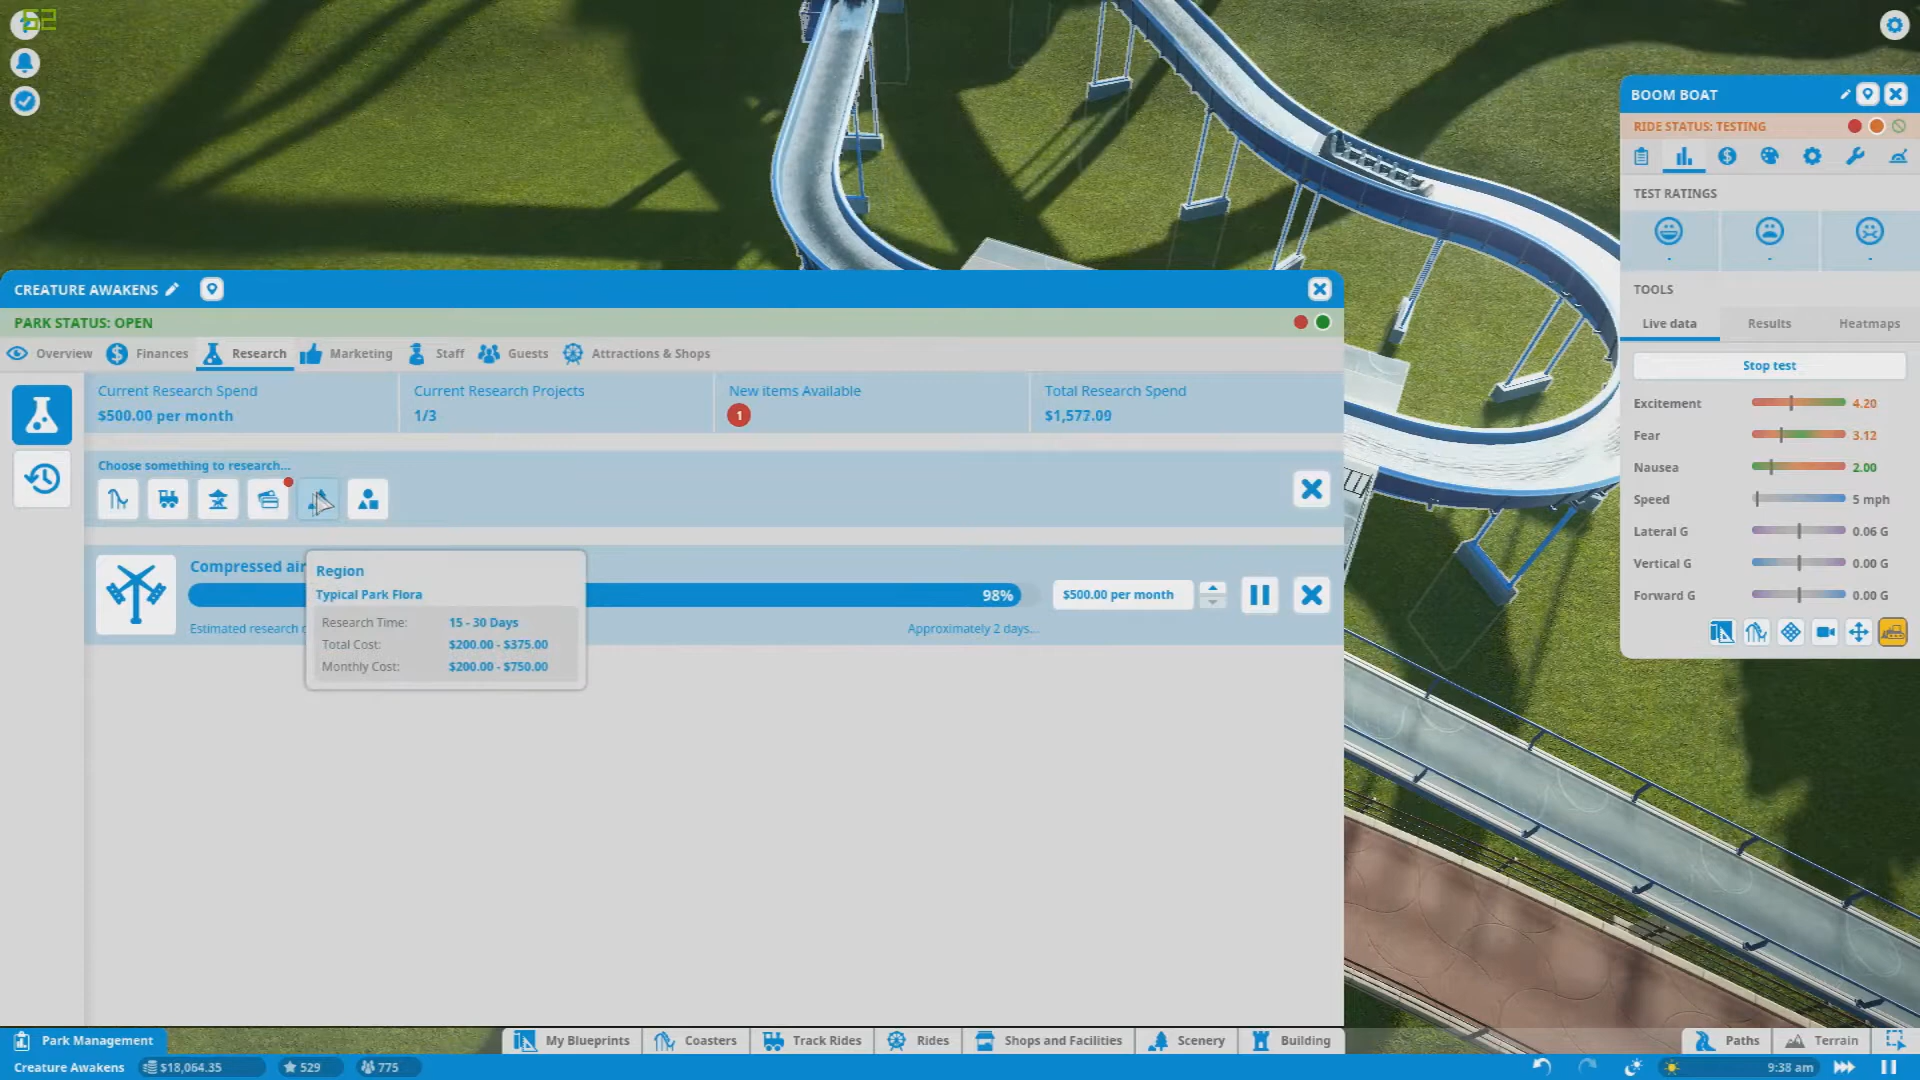 52
BOOM BOAT
RIDE STATUS: TESTING
TEST RATINGS
- - -
TOOLS
Live data Results Heatmaps
Stop test
Excitement 4.20
Fear 3.12
Nausea 2.00
Speed 5 mph
Lateral G 0.06 G
Vertical G 0.00 G
Forward G 0.00 G
CREATURE AWAKENS
PARK STATUS: OPEN
Overview Finances Research Marketing Staff Guests Attractions & Shops
Current Research Spend
$500.00 per month
Current Research Projects
1/3
New items Available
1
Total Research Spend
$1,577.09
Choose something to research...
Compressed air
98%
$500.00 per month
Estimated research
Approximately 2 days...
Region
Typical Park Flora
Research Time: 15 - 30 Days
Total Cost: $200.00 - $375.00
Monthly Cost: $200.00 - $750.00
Park Management My Blueprints Coasters Track Rides Rides Shops and Facilities Scenery Building Paths Terrain
Creature Awakens $18,064.35 529 775 9:38 am